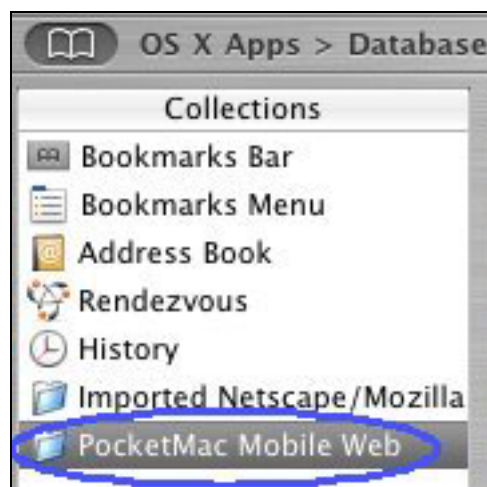 OS X Apps > Database
Collections
Bookmarks Bar
Bookmarks Menu
Address Book
Rendezvous
History
Imported Netscape/Mozilla
PocketMac Mobile Web